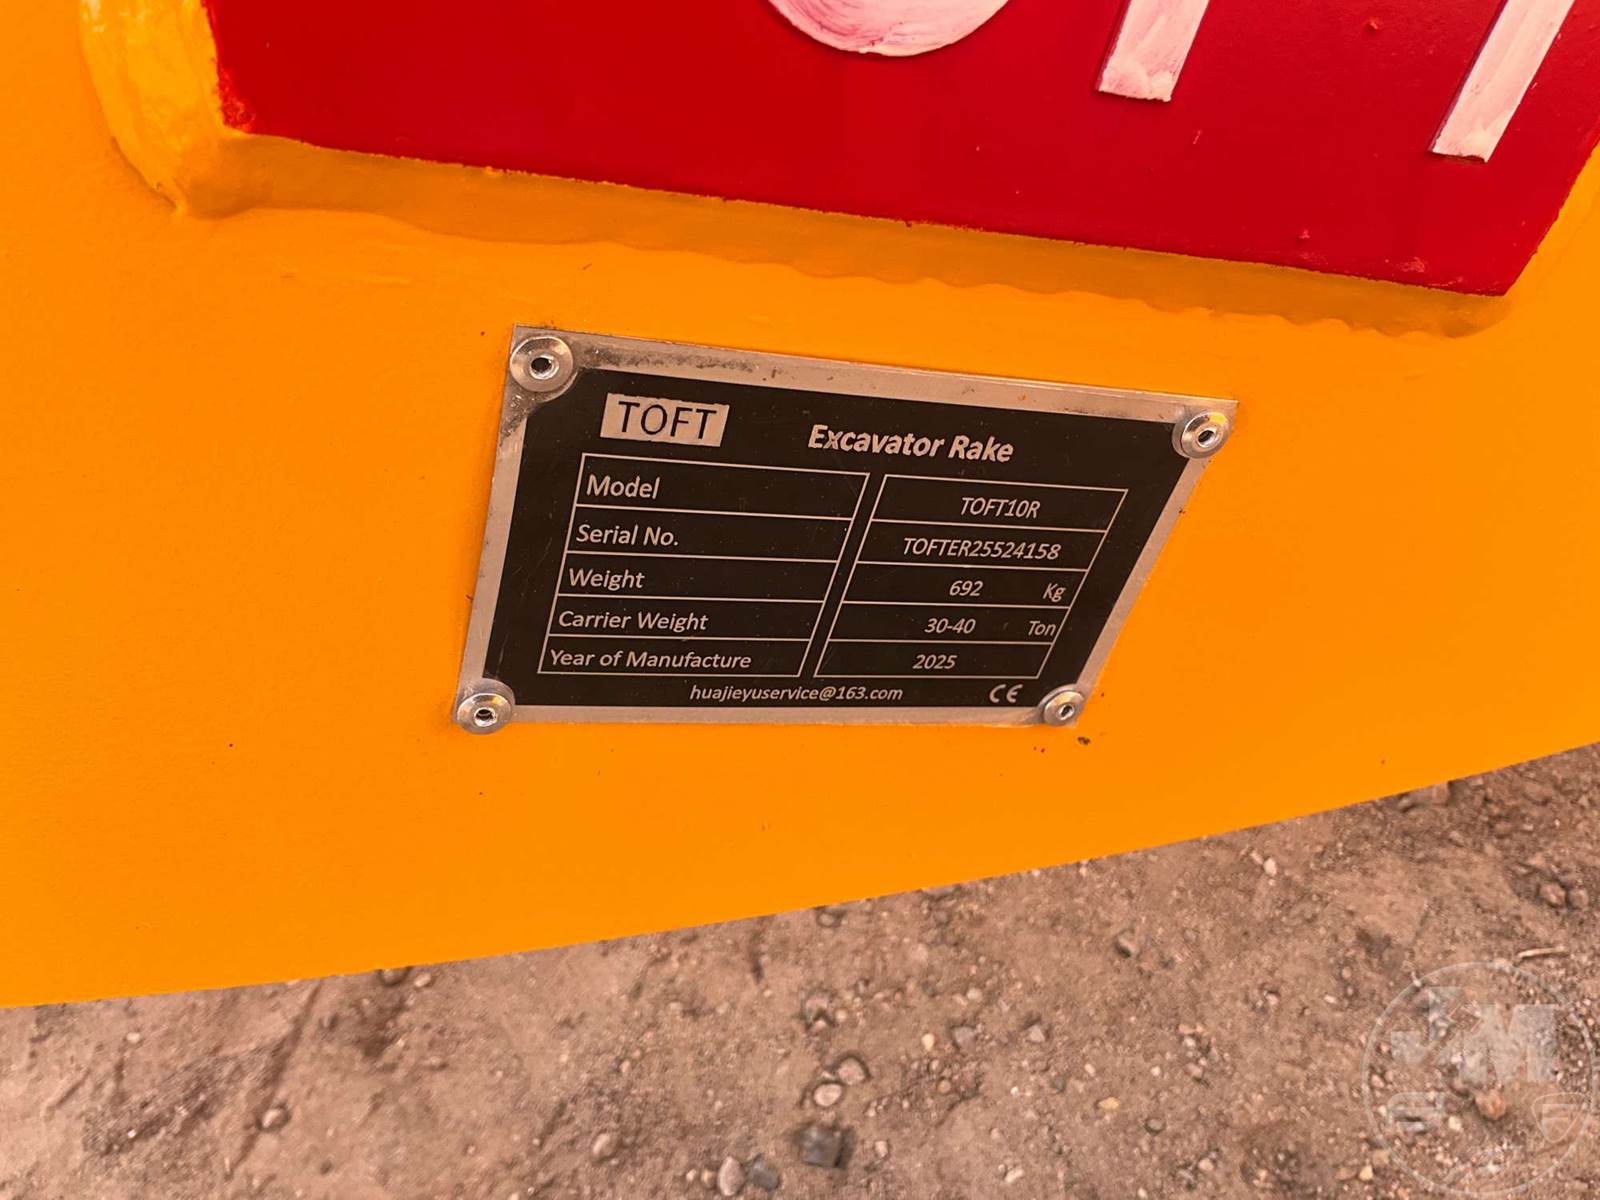 TOFT Excavator Rake
Model TOFT10R
Serial No. TOFTER25524158
Weight 692 Kg
Carrier Weight 30-40 Ton
Year of Manufacture 2025
huajieyuservice@163.com CE
JM